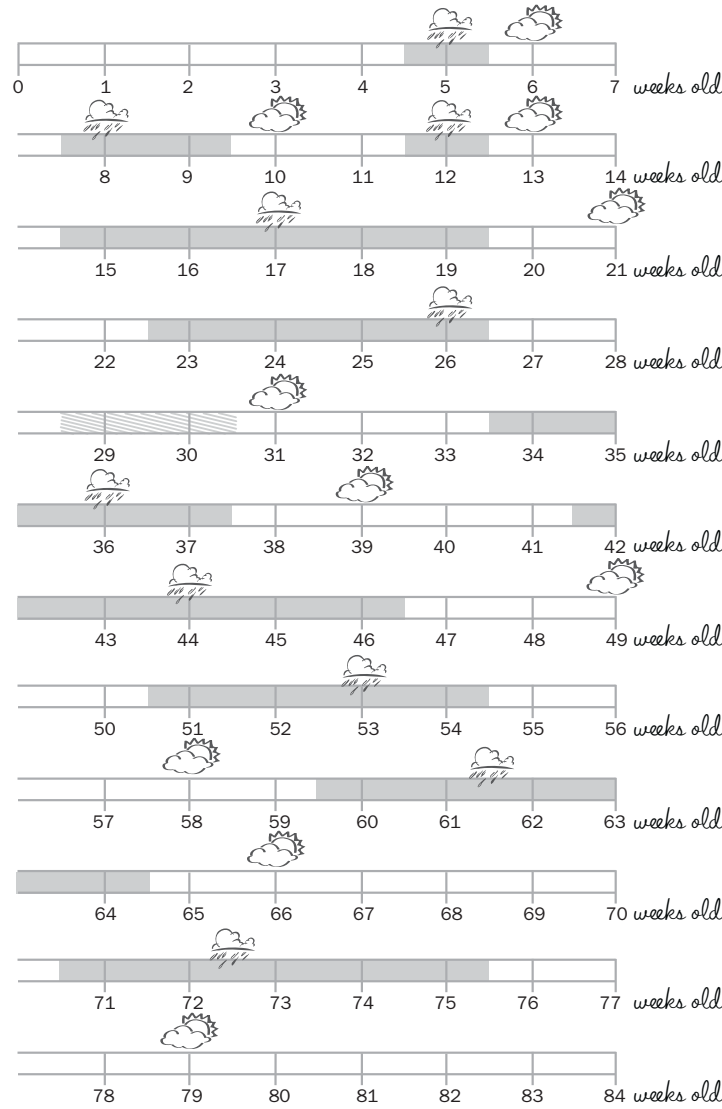 0 1 2 3 4 5 6 7 weeks old
8 9 10 11 12 13 14 weeks old
15 16 17 18 19 20 21 weeks old
22 23 24 25 26 27 28 weeks old
29 30 31 32 33 34 35 weeks old
36 37 38 39 40 41 42 weeks old
43 44 45 46 47 48 49 weeks old
50 51 52 53 54 55 56 weeks old
57 58 59 60 61 62 63 weeks old
64 65 66 67 68 69 70 weeks old
71 72 73 74 75 76 77 weeks old
78 79 80 81 82 83 84 weeks old